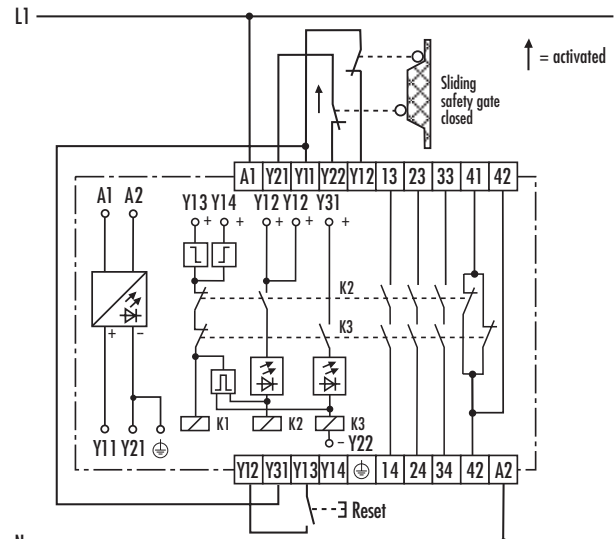 L1
= activated
Sliding
safety gate
closed
A1 Y21 Y11 Y22 Y12 13 23 33 41 42
A1 A2 Y13 Y14 Y12 Y12 Y31
+ + + + +
K2
K3
+ −
K1 K2 K3
− Y22
Y11 Y21
Y12 Y31 Y13 Y14 14 24 34 42 A2
Reset